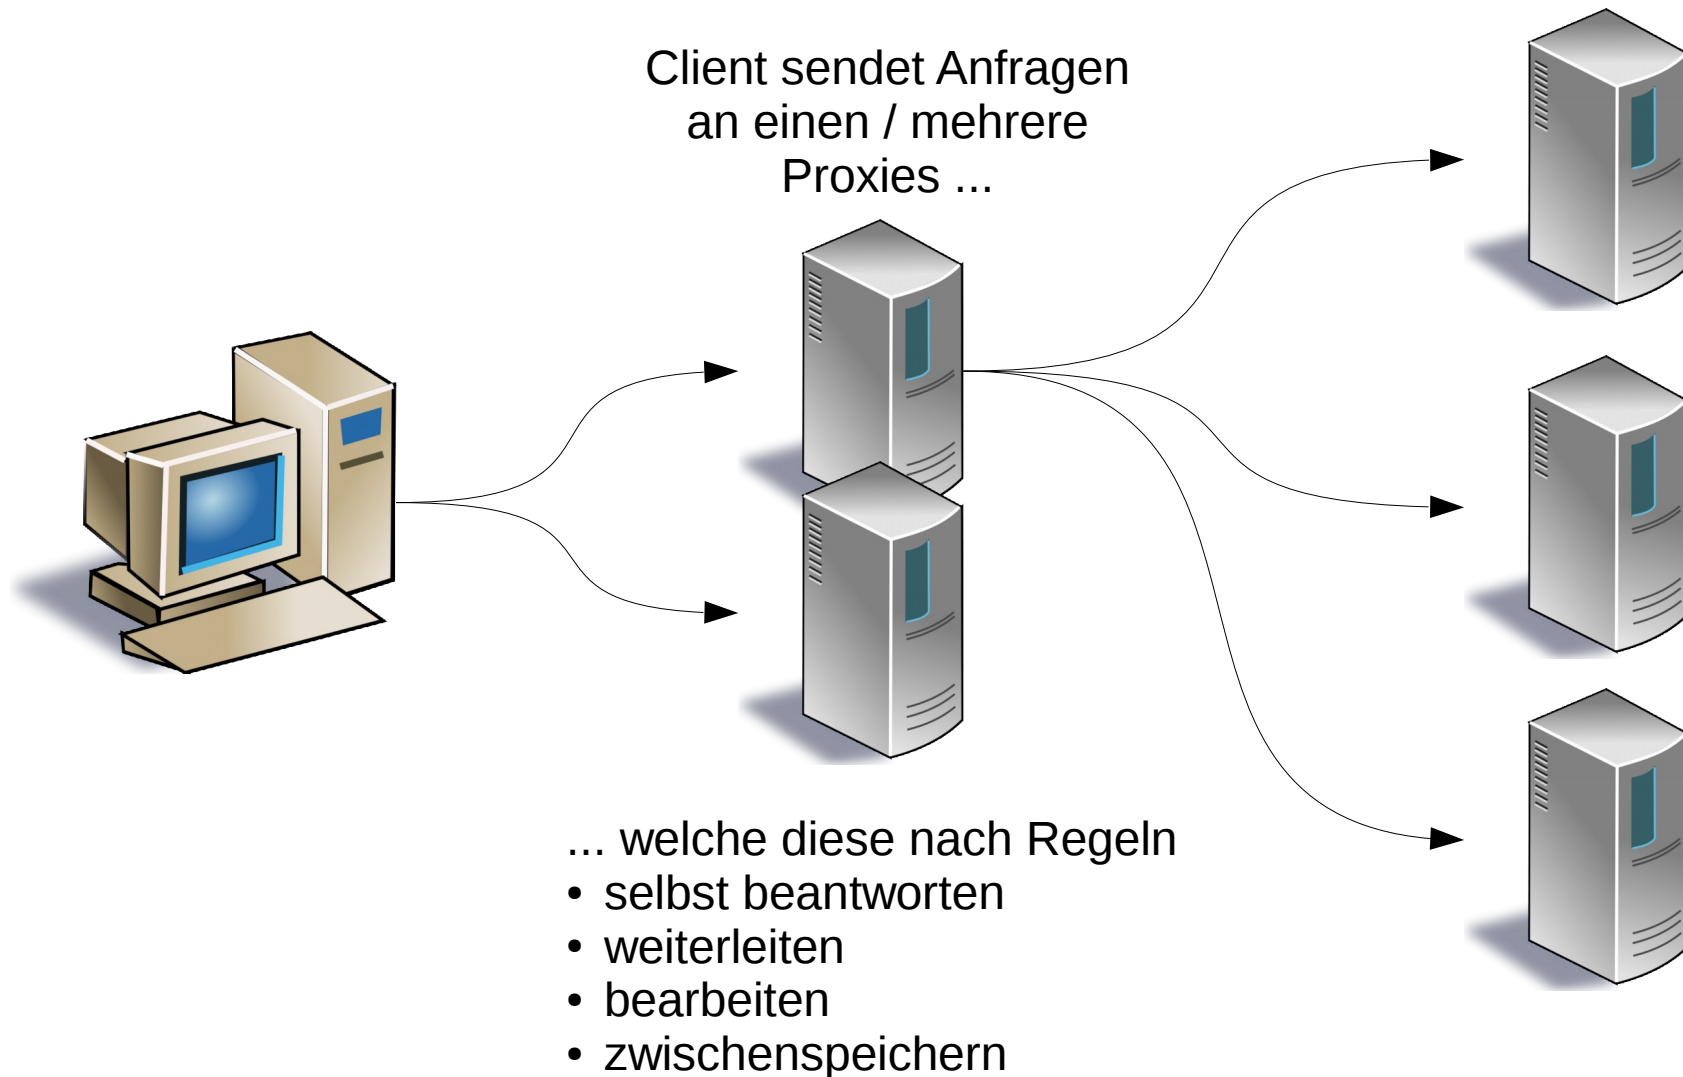 Client sendet Anfragen
an einen / mehrere
Proxies ...
... welche diese nach Regeln
• selbst beantworten
• weiterleiten
• bearbeiten
• zwischenspeichern